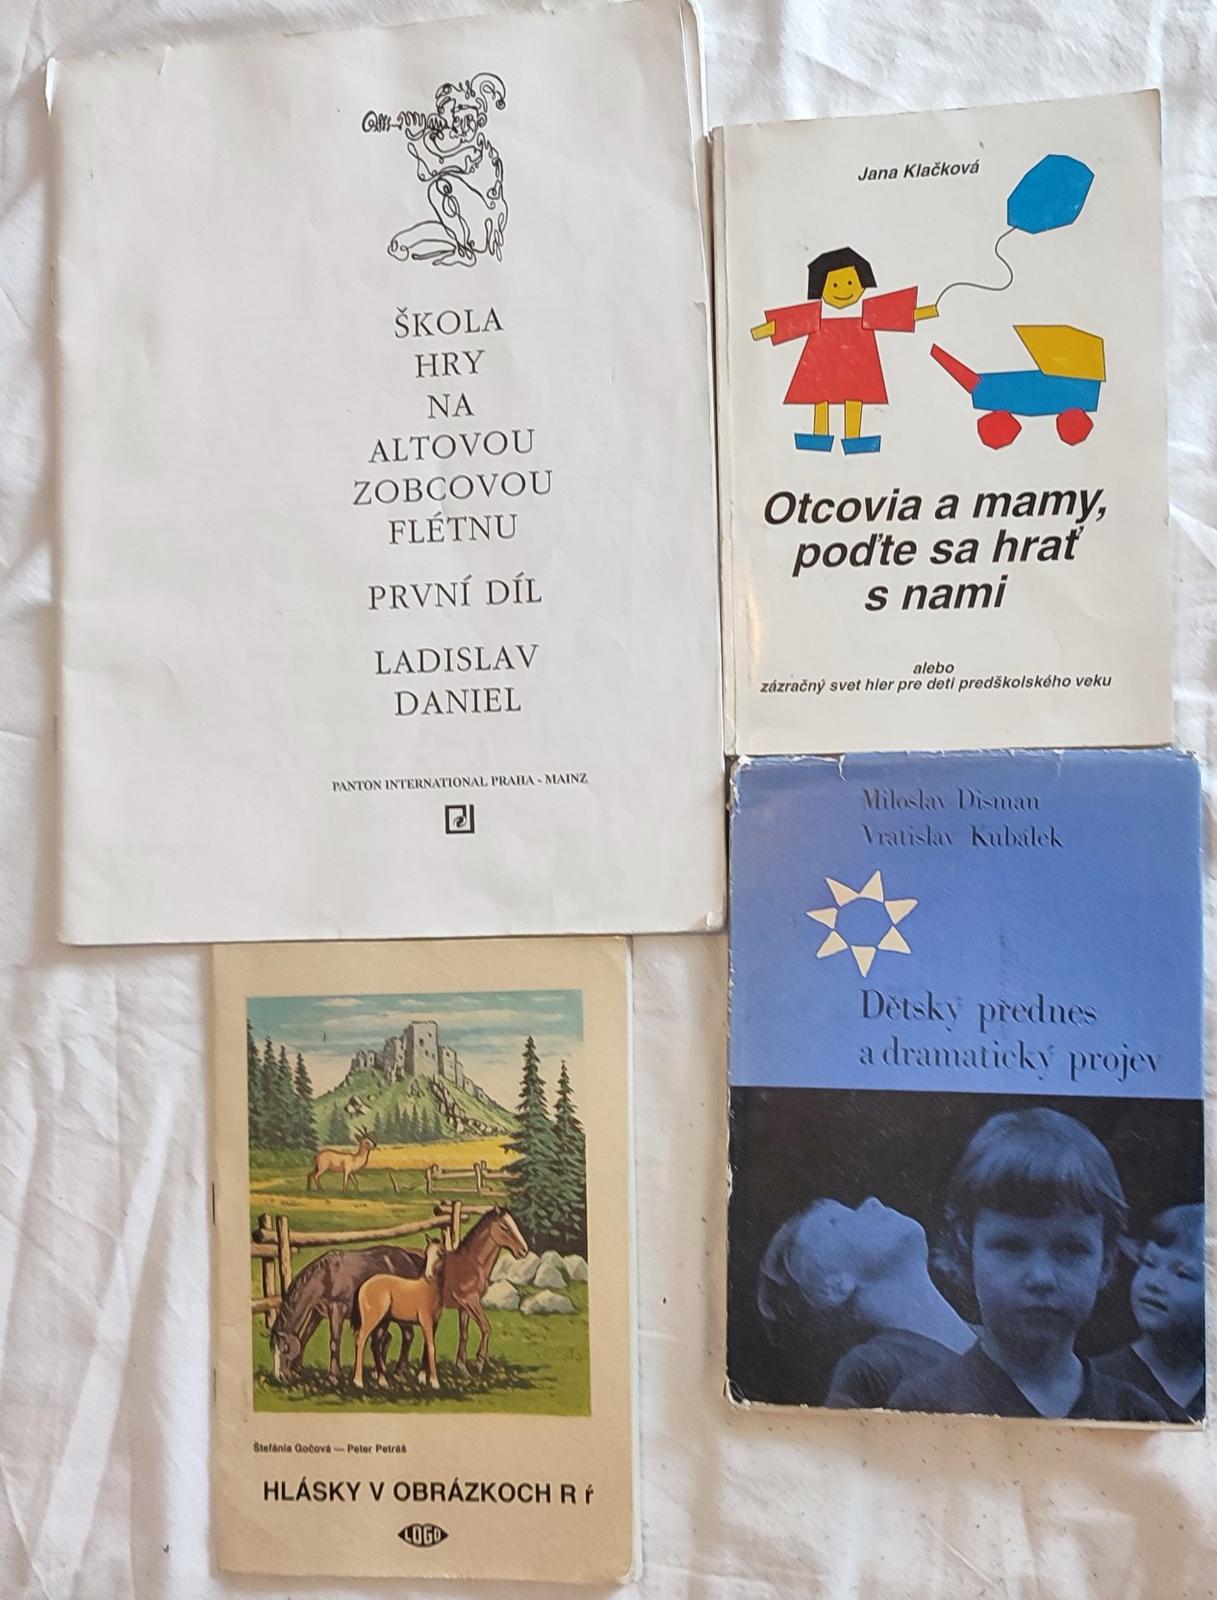 ŠKOLA
HRY
NA
ALTOVOU
ZOBCOVOU
FLÉTNU
PRVNÍ DÍL
LADISLAV
DANIEL
PANTON INTERNATIONAL PRAHA - MAINZ
Jana Klačková
Otcovia a mamy,
poďte sa hrať
s nami
alebo
zázračný svet hier pre deti predškolského veku
Miloslav Disman
Vratislav Kubálek
Dětský přednes
a dramatický projev
Štefánia Gočová — Peter Petráš
HLÁSKY V OBRÁZKOCH R ŕ
LOGO